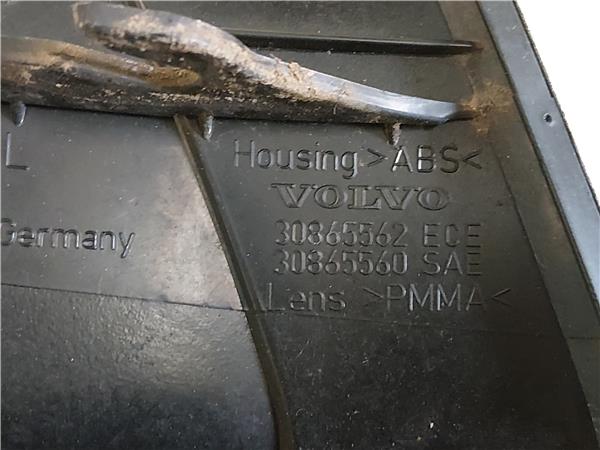 L
Housing >ABS<
VOLVO
30865562 ECE
Germany
30865560 SAE
Lens >PMMA<